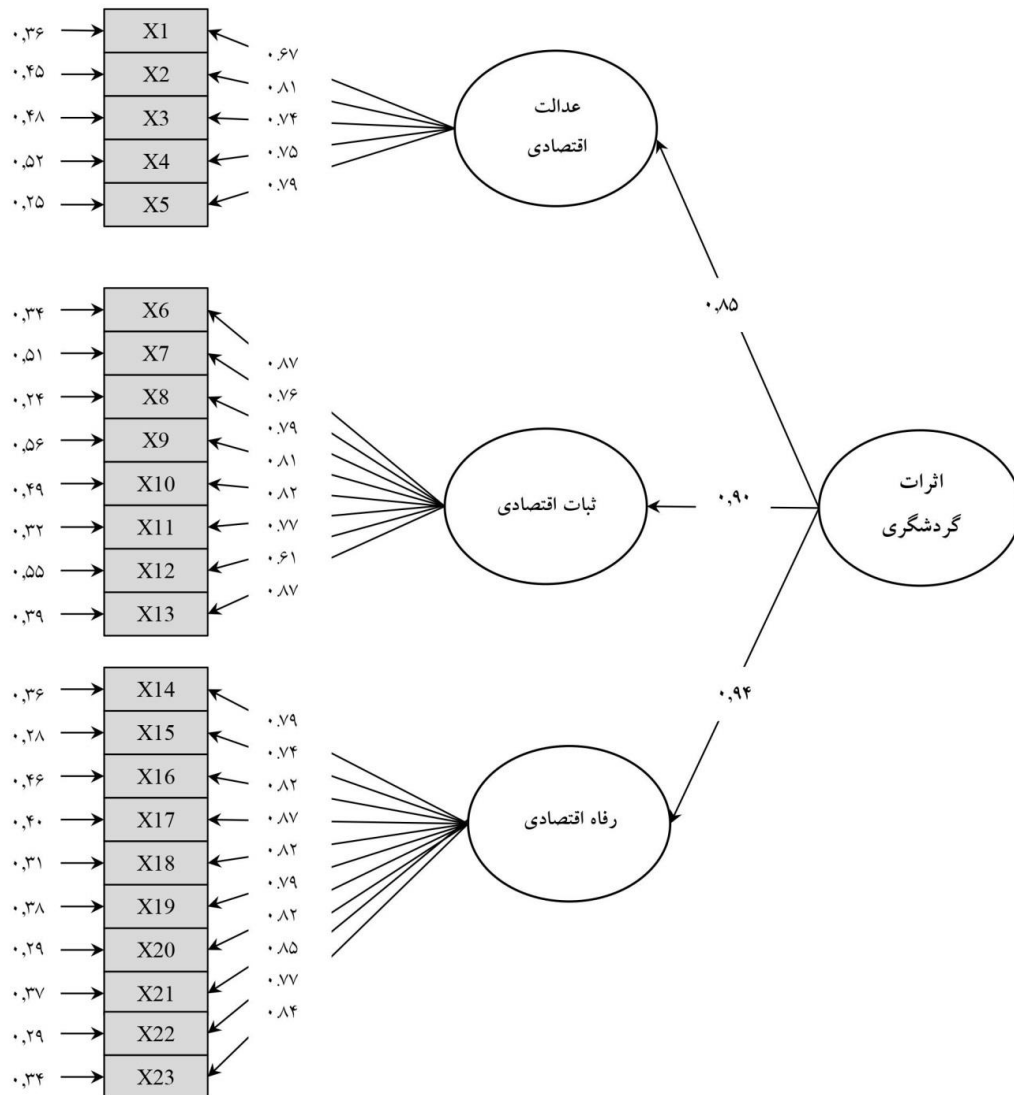 ۰,۳۶
X1
۰.۶۷
۰,۴۵
X2
۰.۸۱
۰,۴۸
X3
۰.۷۴
۰,۵۲
X4
۰.۷۵
۰,۲۵
X5
۰.۷۹
عدالت
اقتصادی
۰,۸۵
۰,۳۴
X6
۰.۸۷
۰,۵۱
X7
۰.۷۶
۰,۲۴
X8
۰.۷۹
۰,۵۶
X9
۰.۸۱
۰,۴۹
X10
۰.۸۲
۰,۳۲
X11
۰.۷۷
۰,۵۵
X12
۰.۶۱
۰,۳۹
X13
۰.۸۷
ثبات اقتصادی
۰,۹۰
اثرات
گردشگری
۰,۹۴
۰,۳۶
X14
۰.۷۹
۰,۲۸
X15
۰.۷۴
۰,۴۶
X16
۰.۸۲
۰,۴۰
X17
۰.۸۷
۰,۳۱
X18
۰.۸۲
۰,۳۸
X19
۰.۷۹
۰,۲۹
X20
۰.۸۲
۰,۳۷
X21
۰.۸۵
۰,۲۹
X22
۰.۷۷
۰,۳۴
X23
۰.۸۴
رفاه اقتصادی